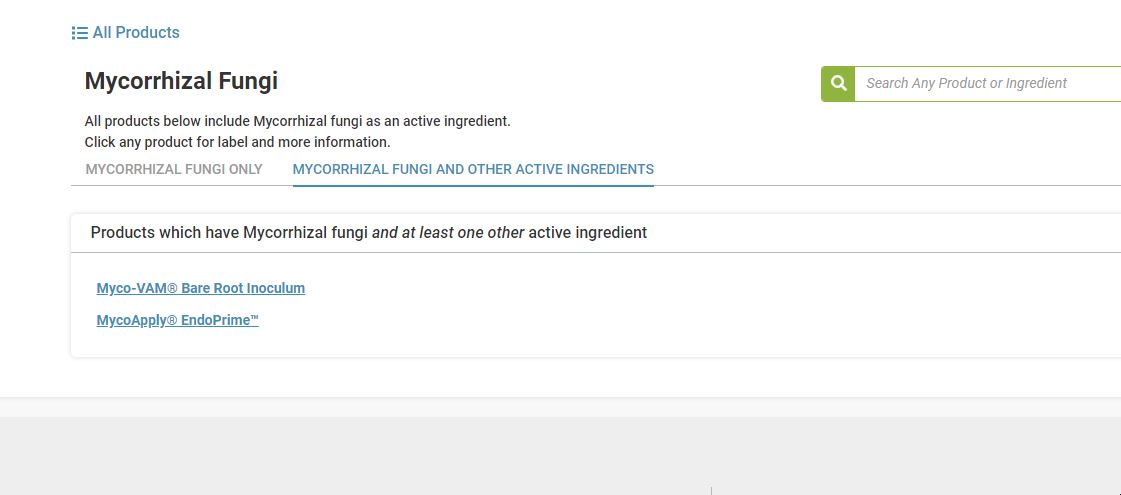 All Products
Mycorrhizal Fungi
Search Any Product or Ingredient
All products below include Mycorrhizal fungi as an active ingredient.
Click any product for label and more information.
MYCORRHIZAL FUNGI ONLY
MYCORRHIZAL FUNGI AND OTHER ACTIVE INGREDIENTS
Products which have Mycorrhizal fungi and at least one other active ingredient
Myco-VAM® Bare Root Inoculum
MycoApply® EndoPrime™